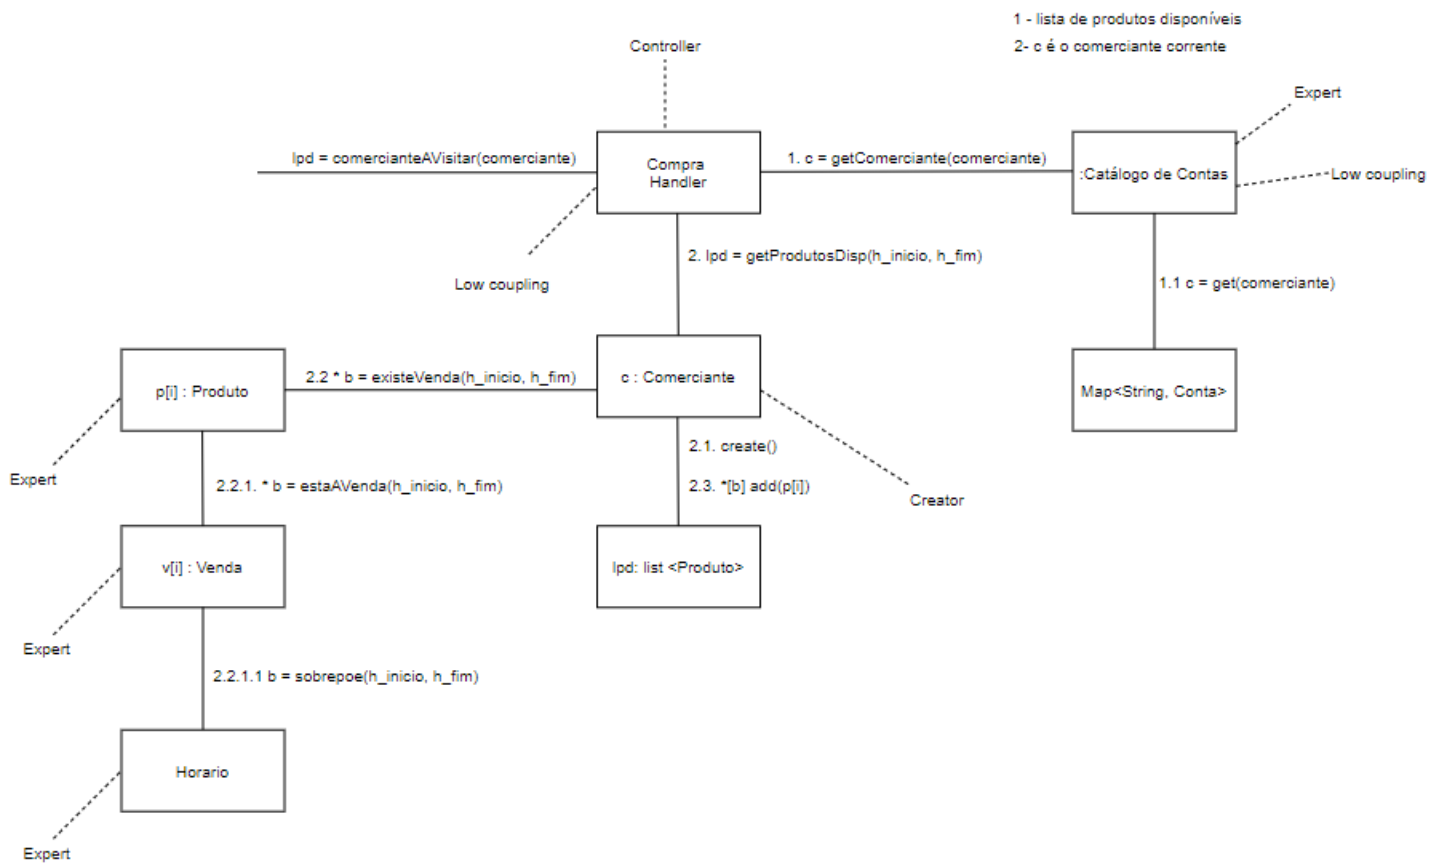 1 - lista de produtos disponíveis
2- c é o comerciante corrente
Controller
Expert
lpd = comercianteAVisitar(comerciante)
Compra
Handler
1. c = getComerciante(comerciante)
:Catálogo de Contas
Low coupling
2. lpd = getProdutosDisp(h_inicio, h_fim)
Low coupling
1.1 c = get(comerciante)
p[i] : Produto
2.2 * b = existeVenda(h_inicio, h_fim)
c : Comerciante
Map<String, Conta>
2.1. create()
Expert
2.2.1. * b = estaAVenda(h_inicio, h_fim)
2.3. *[b] add(p[i])
Creator
v[i] : Venda
lpd: list <Produto>
Expert
2.2.1.1 b = sobrepoe(h_inicio, h_fim)
Horario
Expert